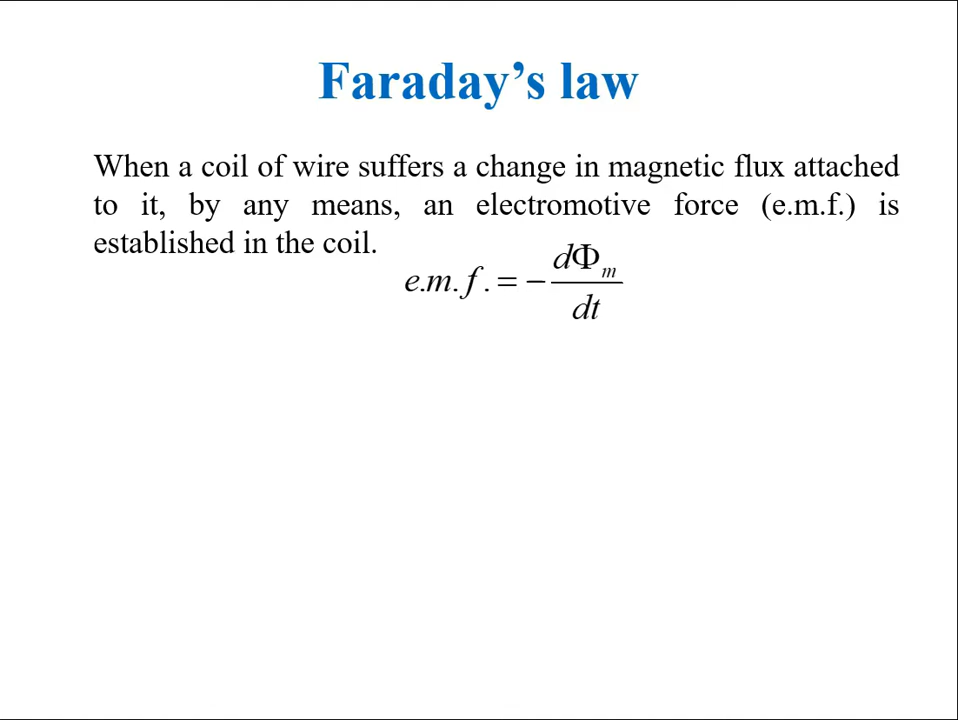 Faraday’s law
When a coil of wire suffers a change in magnetic flux attached
to it, by any means, an electromotive force (e.m.f.) is
established in the coil.
e.m.f. = − dΦm / dt